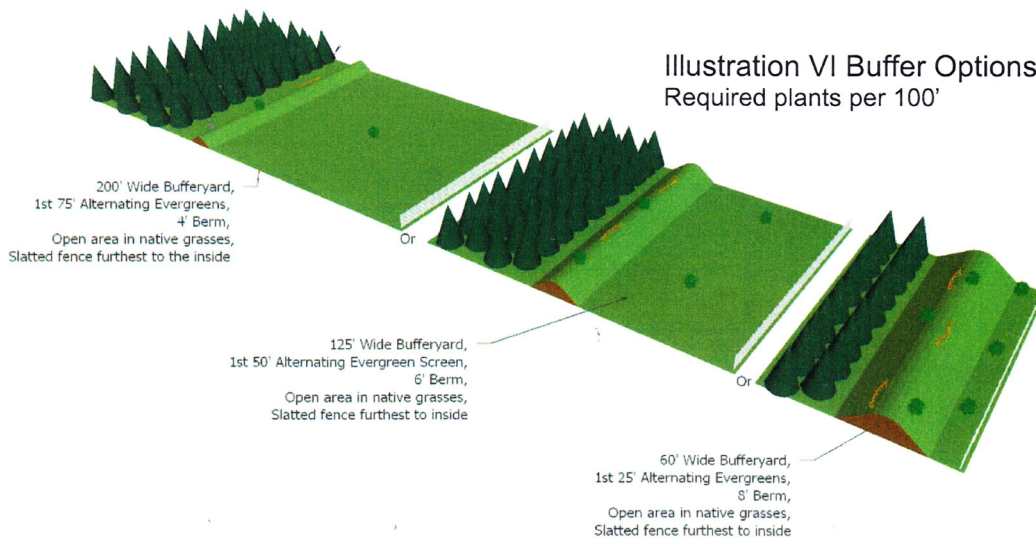 Illustration VI Buffer Options
Required plants per 100'
200' Wide Bufferyard,
1st 75' Alternating Evergreens,
4' Berm,
Open area in native grasses,
Slatted fence furthest to the inside
Or
125' Wide Bufferyard,
1st 50' Alternating Evergreen Screen,
6' Berm,
Open area in native grasses,
Slatted fence furthest to inside
Or
60' Wide Bufferyard,
1st 25' Alternating Evergreens,
8' Berm,
Open area in native grasses,
Slatted fence furthest to inside